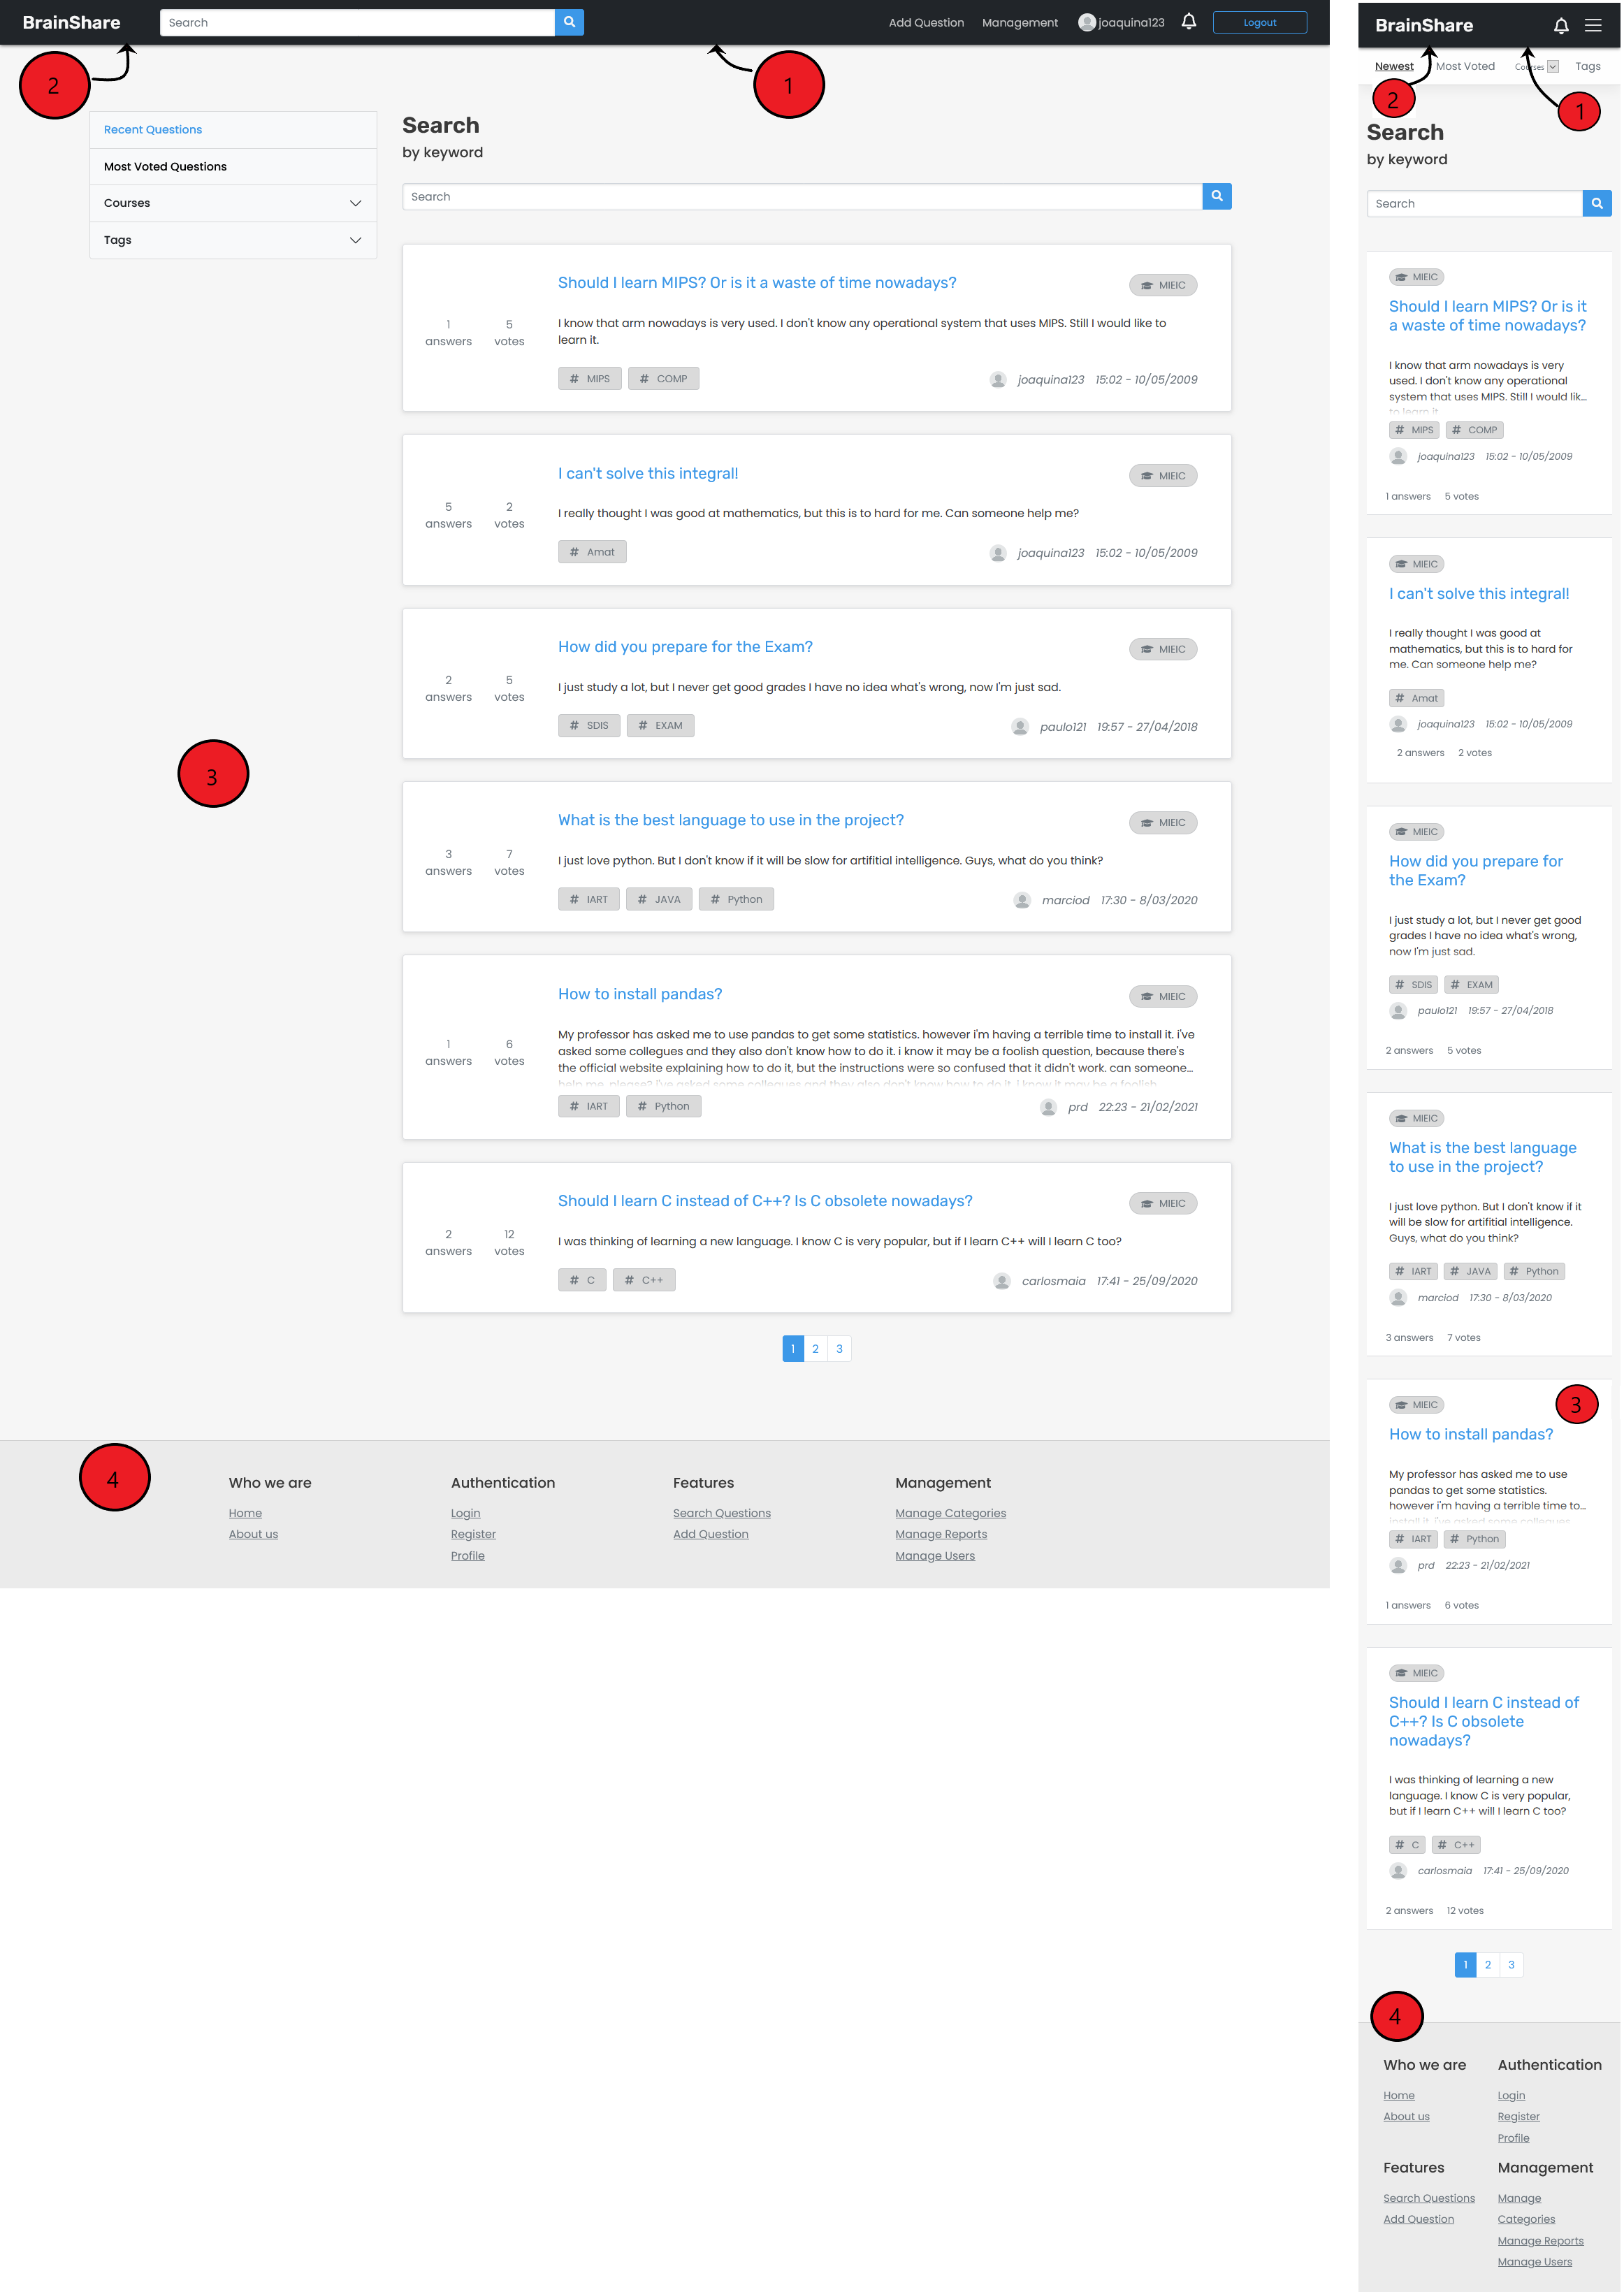 BrainShare
Search
Add Question
Management
joaquina123
Logout
2
1
Recent Questions
Most Voted Questions
Courses
Tags
Search
by keyword
Search
Should I learn MIPS? Or is it a waste of time nowadays?
MIEIC
1
answers
5
votes
I know that arm nowadays is very used. I don't know any operational system that uses MIPS. Still I would like to
learn it.
# MIPS
# COMP
joaquina123 15:02 - 10/05/2009
I can't solve this integral!
MIEIC
5
answers
2
votes
I really thought I was good at mathematics, but this is to hard for me. Can someone help me?
# Amat
joaquina123 15:02 - 10/05/2009
How did you prepare for the Exam?
MIEIC
2
answers
5
votes
I just study a lot, but I never get good grades I have no idea what's wrong, now I'm just sad.
# SDIS
# EXAM
paulo121 19:57 - 27/04/2018
3
What is the best language to use in the project?
MIEIC
3
answers
7
votes
I just love python. But I don't know if it will be slow for artifitial intelligence. Guys, what do you think?
# IART
# JAVA
# Python
marciod 17:30 - 8/03/2020
How to install pandas?
MIEIC
1
answers
6
votes
My professor has asked me to use pandas to get some statistics. however i'm having a terrible time to install it. i've
asked some collegues and they also don't know how to do it. i know it may be a foolish question, because there's
the official website explaining how to do it, but the instructions were so confused that it didn't work. can someone...
help me, please? i've asked some collegues and they also don't know how to do it. i know it may be a foolish
# IART
# Python
prd 22:23 - 21/02/2021
Should I learn C instead of C++? Is C obsolete nowadays?
MIEIC
2
answers
12
votes
I was thinking of learning a new language. I know C is very popular, but if I learn C++ will I learn C too?
# C
# C++
carlosmaia 17:41 - 25/09/2020
1 2 3
4
Who we are
Home
About us
Authentication
Login
Register
Profile
Features
Search Questions
Add Question
Management
Manage Categories
Manage Reports
Manage Users
BrainShare
Newest
Most Voted
Courses
Tags
2
1
Search
by keyword
Search
MIEIC
Should I learn MIPS? Or is it
a waste of time nowadays?
I know that arm nowadays is very
used. I don't know any operational
system that uses MIPS. Still I would lik...
to learn it.
# MIPS
# COMP
joaquina123 15:02 - 10/05/2009
1 answers 5 votes
MIEIC
I can't solve this integral!
I really thought I was good at
mathematics, but this is to hard for
me. Can someone help me?
# Amat
joaquina123 15:02 - 10/05/2009
2 answers 2 votes
MIEIC
How did you prepare for
the Exam?
I just study a lot, but I never get good
grades I have no idea what's wrong,
now I'm just sad.
# SDIS
# EXAM
paulo121 19:57 - 27/04/2018
2 answers 5 votes
MIEIC
What is the best language
to use in the project?
I just love python. But I don't know if it
will be slow for artifitial intelligence.
Guys, what do you think?
# IART
# JAVA
# Python
marciod 17:30 - 8/03/2020
3 answers 7 votes
MIEIC
3
How to install pandas?
My professor has asked me to use
pandas to get some statistics.
however i'm having a terrible time to...
install it. i've asked some collegues
# IART
# Python
prd 22:23 - 21/02/2021
1 answers 6 votes
MIEIC
Should I learn C instead of
C++? Is C obsolete
nowadays?
I was thinking of learning a new
language. I know C is very popular,
but if I learn C++ will I learn C too?
# C
# C++
carlosmaia 17:41 - 25/09/2020
2 answers 12 votes
1 2 3
4
Who we are
Home
About us
Authentication
Login
Register
Profile
Features
Search Questions
Add Question
Management
Manage
Categories
Manage Reports
Manage Users